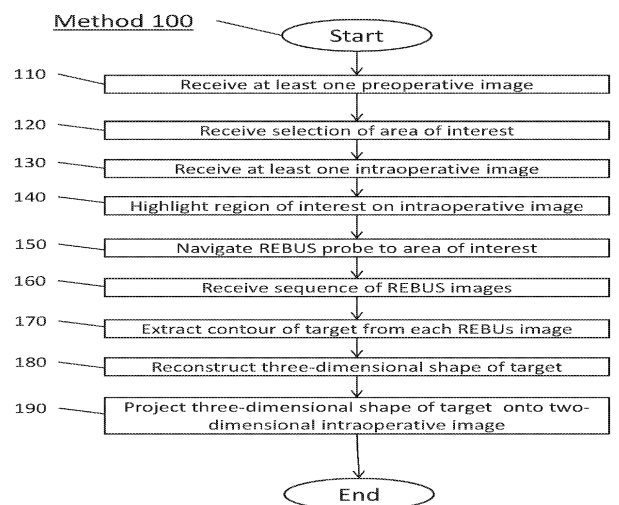 Method 100
Start
110
Receive at least one preoperative image
120
Receive selection of area of interest
130
Receive at least one intraoperative image
140
Highlight region of interest on intraoperative image
150
Navigate REBUS probe to area of interest
160
Receive sequence of REBUS images
170
Extract contour of target from each REBUs image
180
Reconstruct three-dimensional shape of target
190
Project three-dimensional shape of target onto two-
dimensional intraoperative image
End